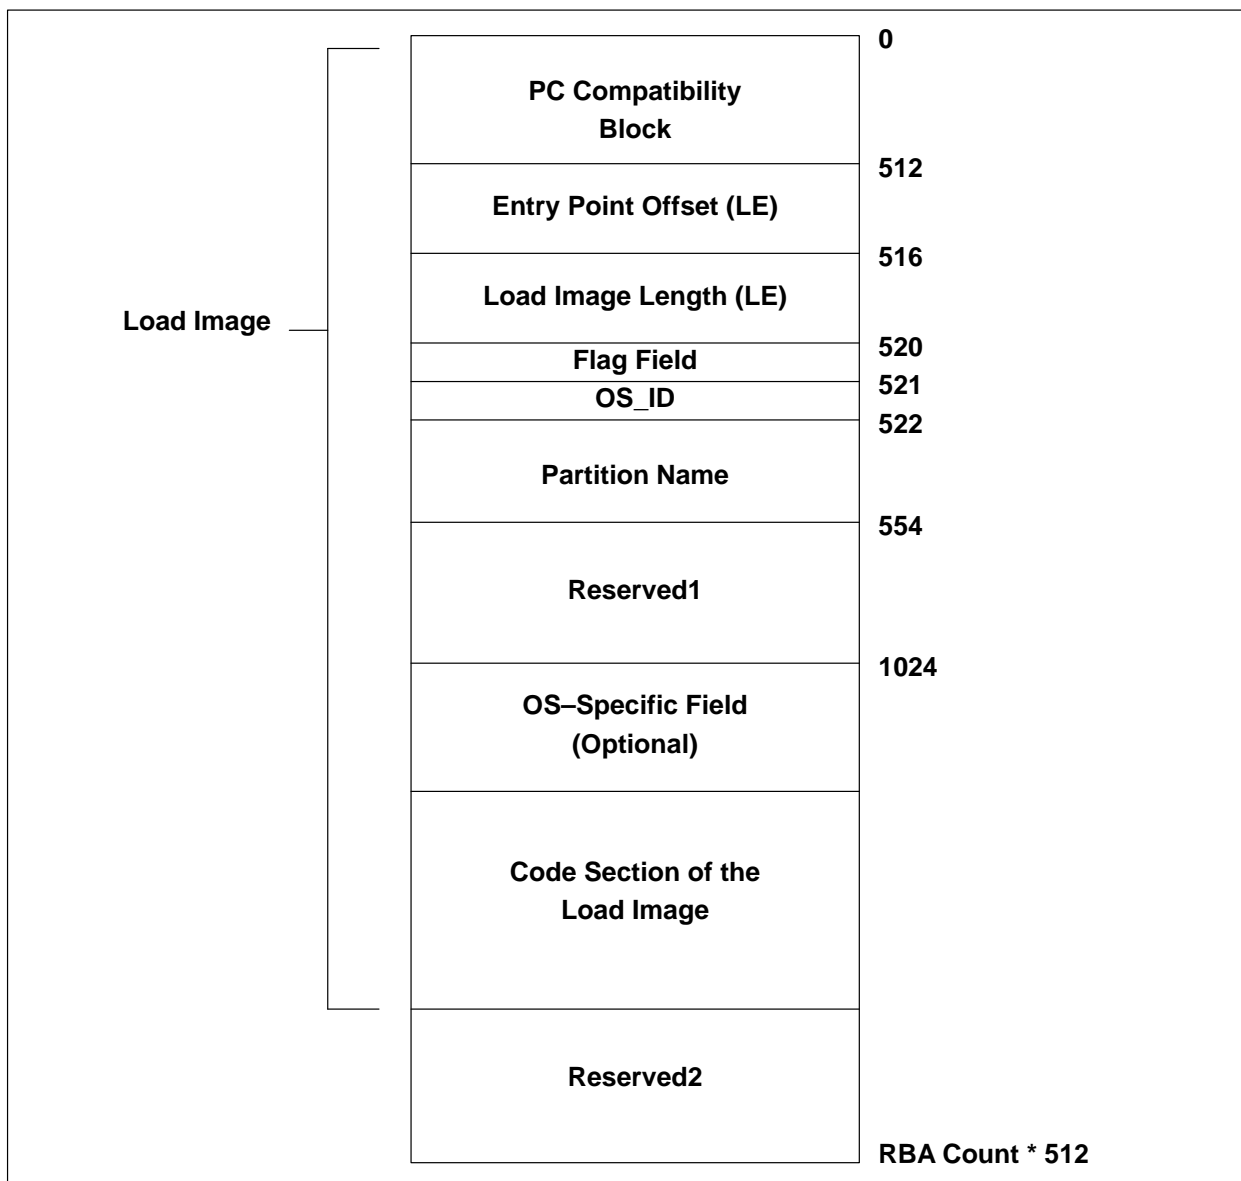 0
PC Compatibility
Block
512
Entry Point Offset (LE)
516
Load Image Length (LE)
Load Image
520
Flag Field
521
OS_ID
522
Partition Name
554
Reserved1
1024
OS–Specific Field
(Optional)
Code Section of the
Load Image
Reserved2
RBA Count * 512